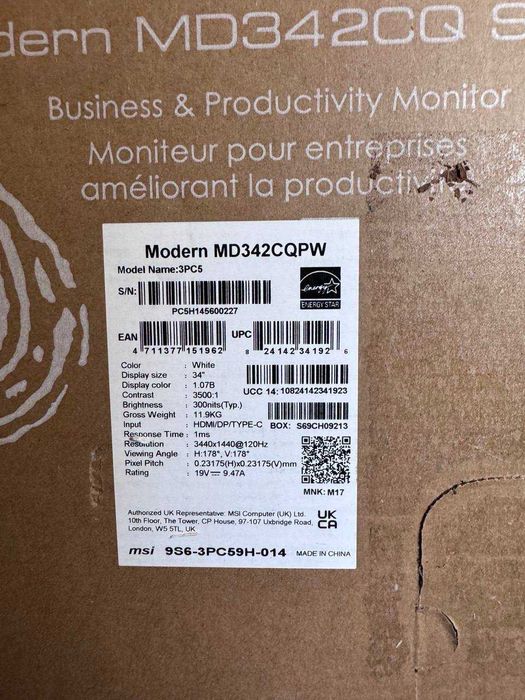 dern MD342CQ S
Business & Productivity Monitor
Moniteur pour entreprises
améliorant la
Modern MD342CQPW
Model Name:3PC5
ENERGY STAR
S/N:
PC5H145600227
EAN
4 711377 151962
UPC
8 24142 34192 6
Color : White
Display size : 34"
Display color : 1.07B
Contrast : 3500:1
Brightness : 300nits(Typ.)
Gross Weight : 11.9KG
Input : HDMI/DP/TYPE-C
Response Time : 1ms
Resolution : 3440x1440@120Hz
Viewing Angle : H:178°, V:178°
Pixel Pitch : 0.23175(H)x0.23175(V)mm
Rating : 19V⎓ 9.47A
UCC 14: 10824142341923
BOX: S69CH09213
MNK: M17
Authorized UK Representative: MSI Computer (UK) Ltd.
10th Floor, The Tower, CP House, 97-107 Uxbridge Road,
London, W5 5TL, UK
UK
CA
msi 9S6-3PC59H-014 MADE IN CHINA